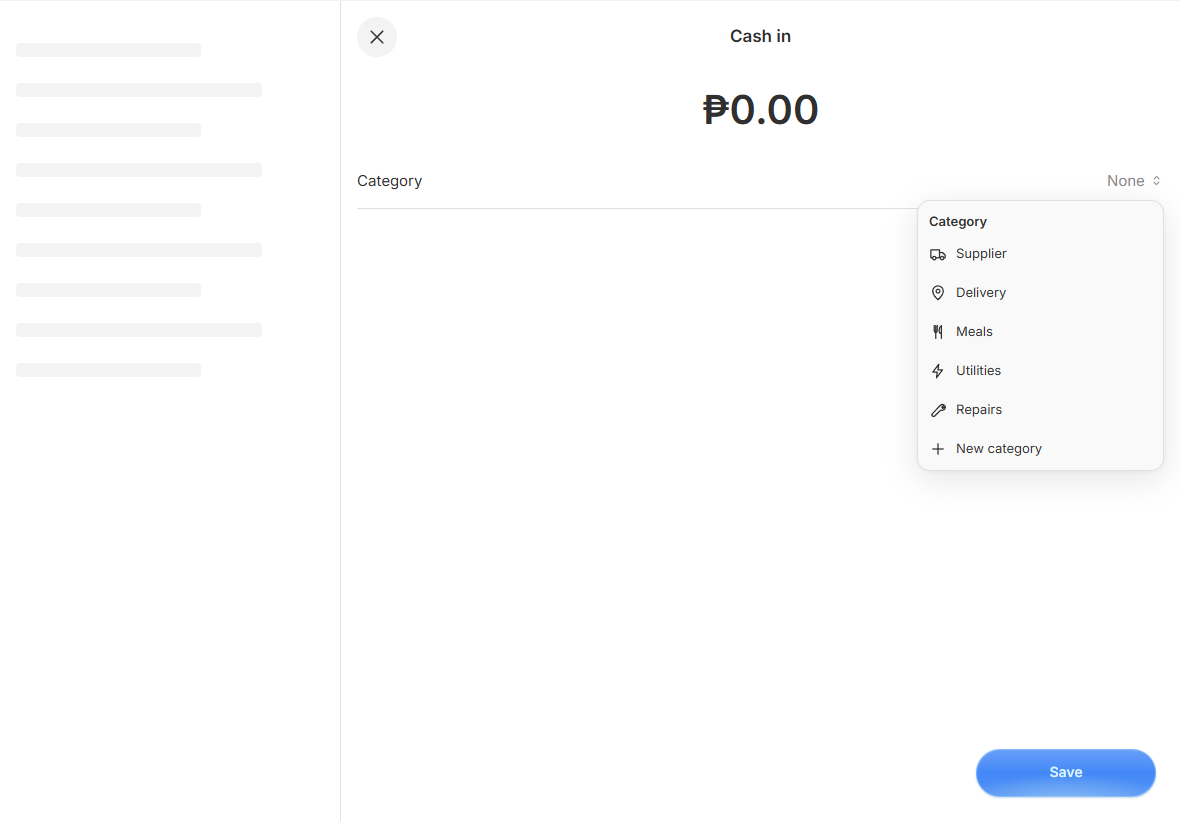 Cash in
₱0.00
Category
None
Category
Supplier
Delivery
Meals
Utilities
Repairs
New category
Save